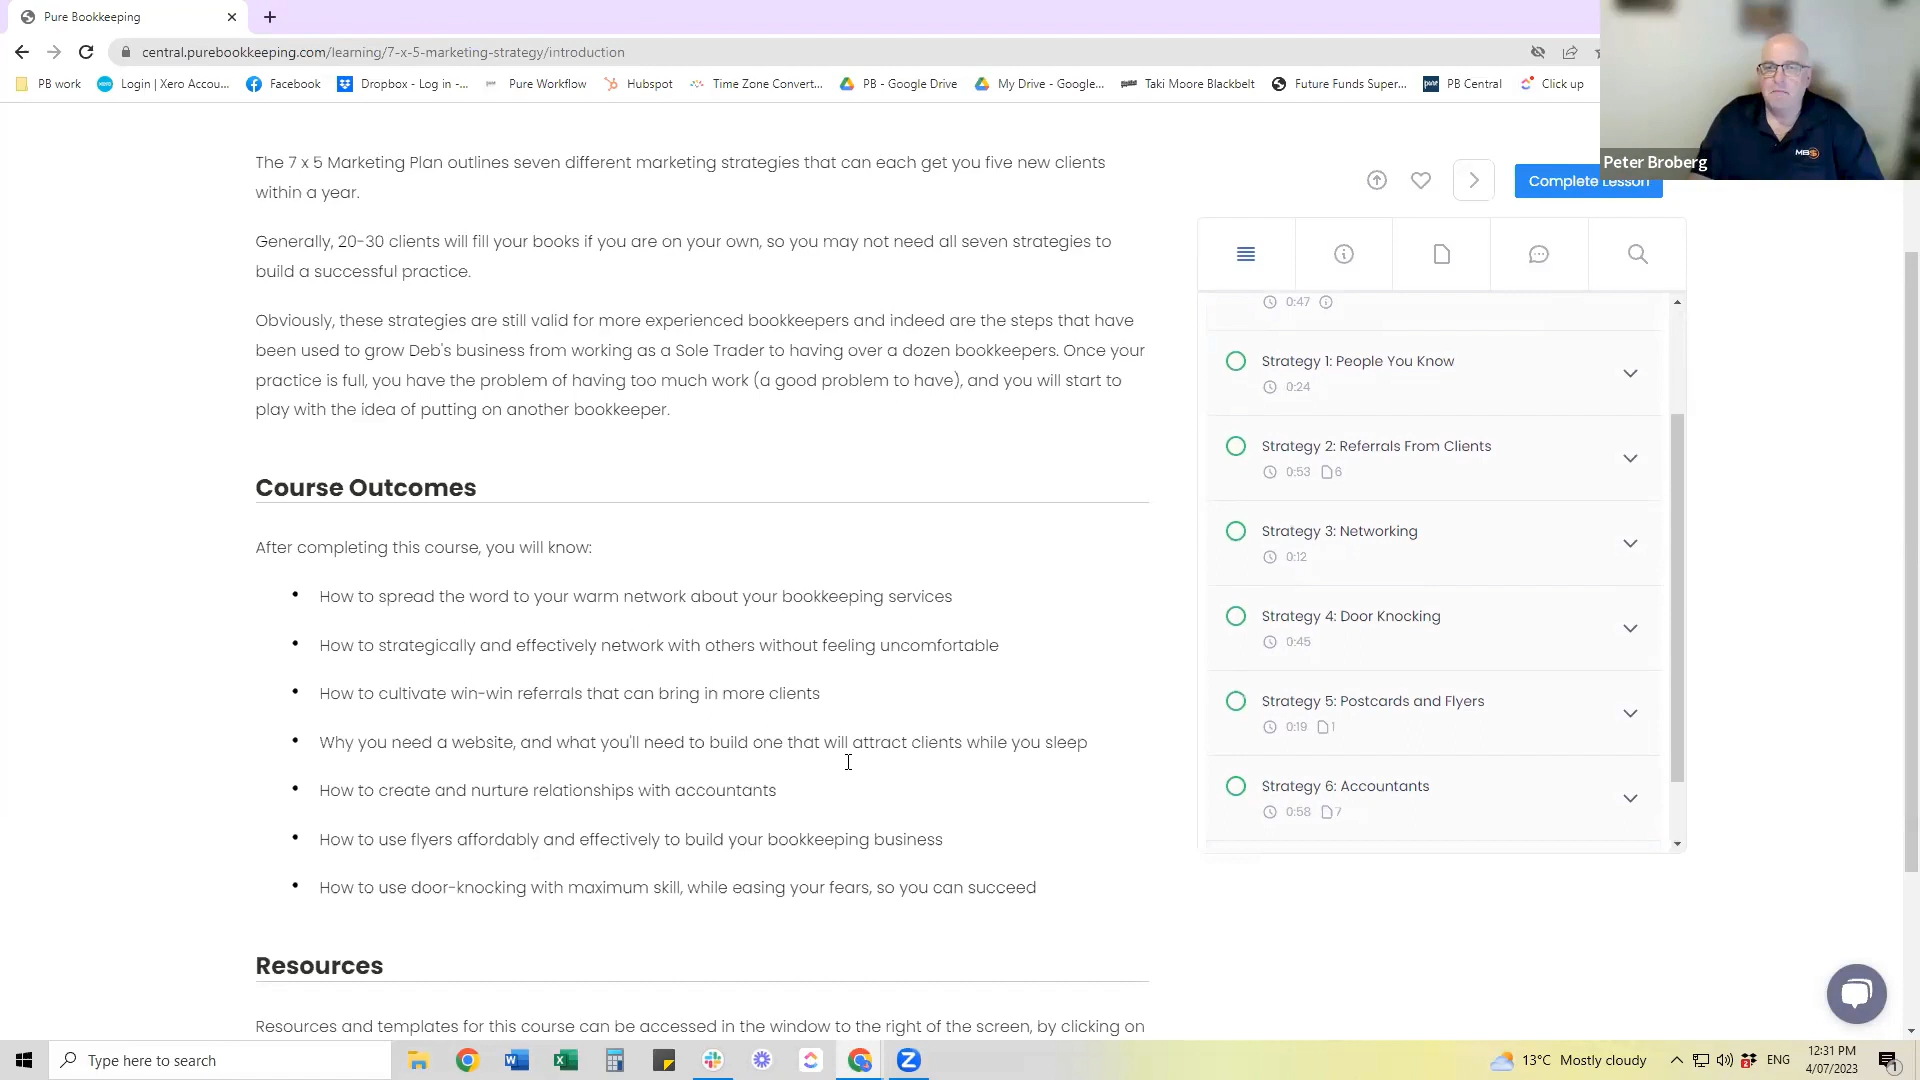 Pure Bookkeeping
central.purebookkeeping.com/learning/7-x-5-marketing-strategy/introduction
PB work
Login | Xero Accou...
Facebook
Dropbox - Log in -...
Pure Workflow
Hubspot
Time Zone Convert...
PB - Google Drive
My Drive - Google...
Taki Moore Blackbelt
Future Funds Super...
PB Central
Click up
MBS
Peter Broberg
The 7 x 5 Marketing Plan outlines seven different marketing strategies that can each get you five new clients
within a year.
Generally, 20-30 clients will fill your books if you are on your own, so you may not need all seven strategies to
build a successful practice.
Obviously, these strategies are still valid for more experienced bookkeepers and indeed are the steps that have
been used to grow Deb's business from working as a Sole Trader to having over a dozen bookkeepers. Once your
practice is full, you have the problem of having too much work (a good problem to have), and you will start to
play with the idea of putting on another bookkeeper.
Course Outcomes
After completing this course, you will know:
• How to spread the word to your warm network about your bookkeeping services
• How to strategically and effectively network with others without feeling uncomfortable
• How to cultivate win-win referrals that can bring in more clients
• Why you need a website, and what you'll need to build one that will attract clients while you sleep
• How to create and nurture relationships with accountants
• How to use flyers affordably and effectively to build your bookkeeping business
• How to use door-knocking with maximum skill, while easing your fears, so you can succeed
Resources
Resources and templates for this course can be accessed in the window to the right of the screen, by clicking on
Complete Lesson
0:47
Strategy 1: People You Know
0:24
Strategy 2: Referrals From Clients
0:53 6
Strategy 3: Networking
0:12
Strategy 4: Door Knocking
0:45
Strategy 5: Postcards and Flyers
0:19 1
Strategy 6: Accountants
0:58 7
Type here to search
13°C Mostly cloudy
ENG
12:31 PM
4/07/2023